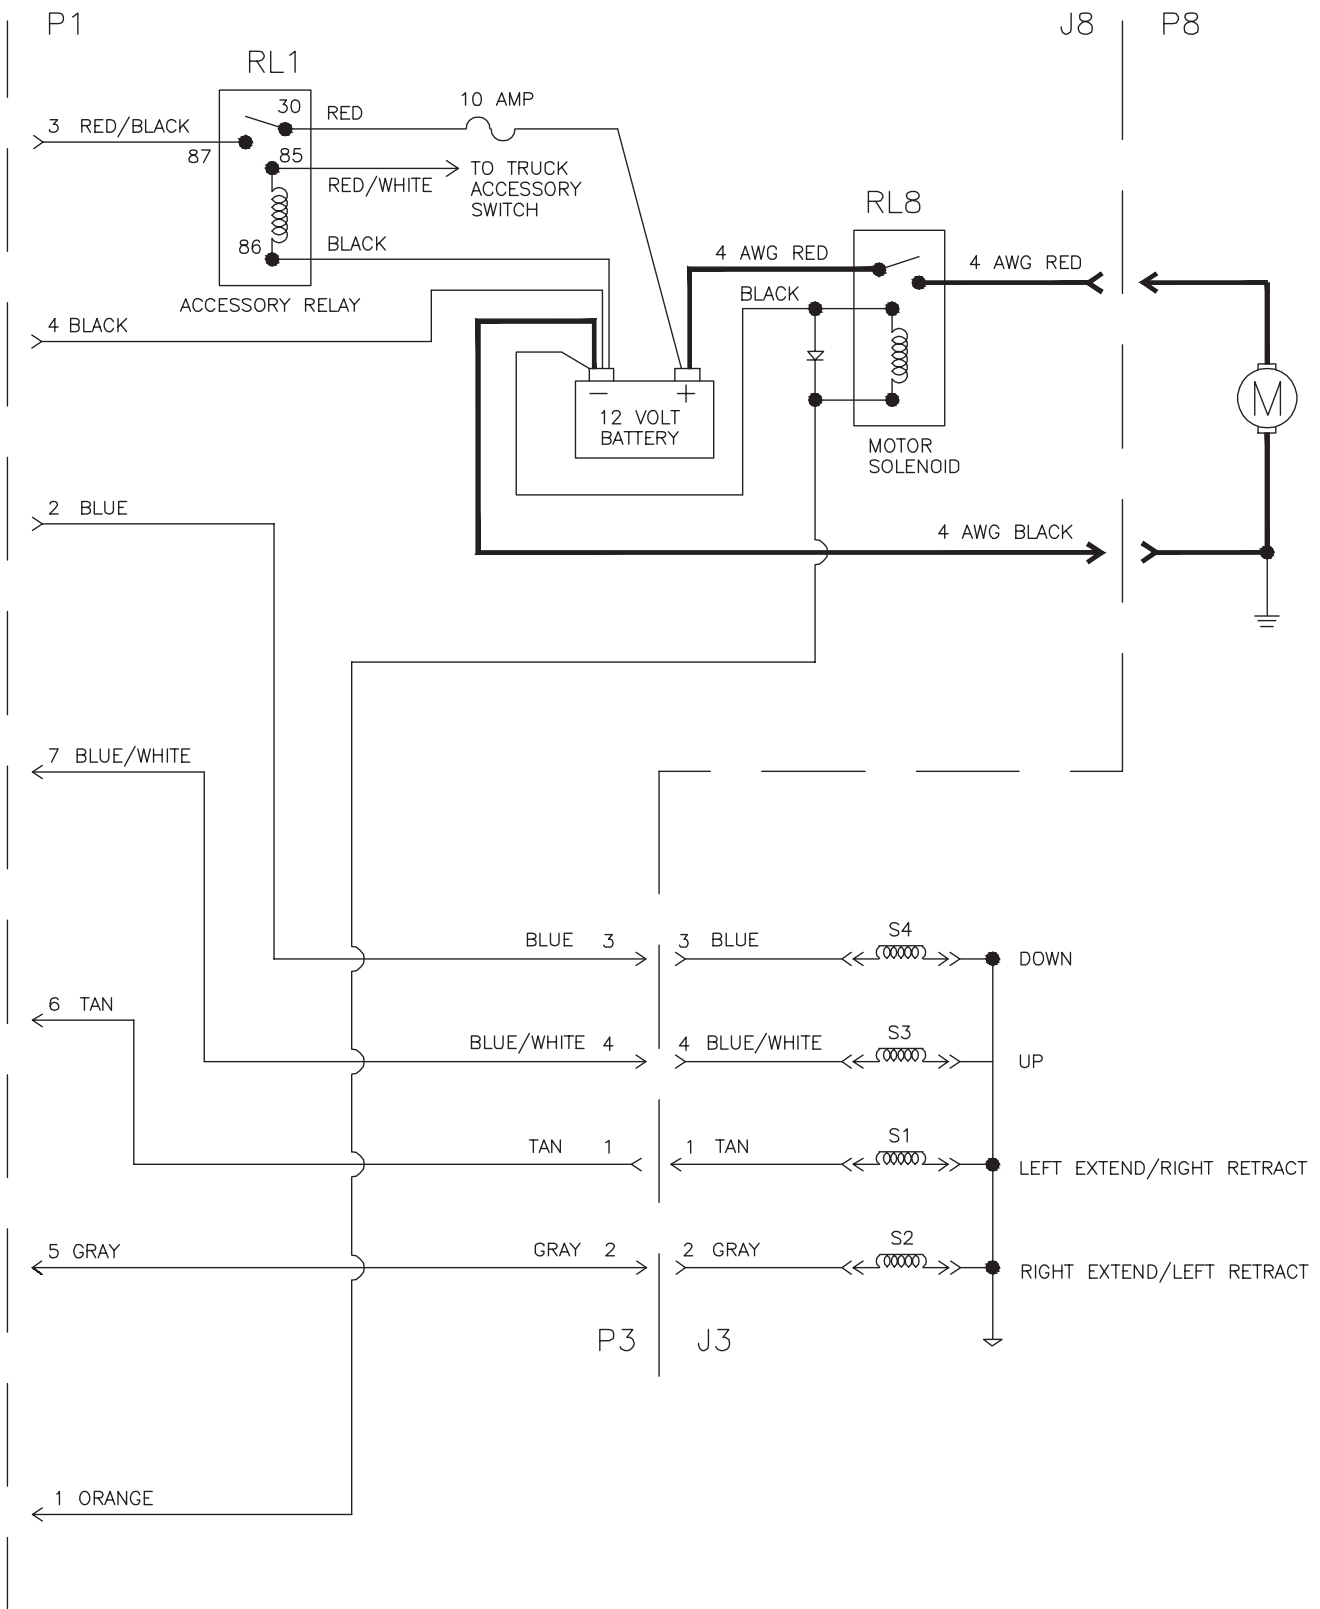 P1
J8
P8
RL1
10 AMP
30
RED
3 RED/BLACK
87
85
TO TRUCK
ACCESSORY
SWITCH
RED/WHITE
RL8
86
BLACK
4 AWG RED
4 AWG RED
ACCESSORY RELAY
BLACK
4 BLACK
− +
12 VOLT
BATTERY
M
MOTOR
SOLENOID
2 BLUE
4 AWG BLACK
7 BLUE/WHITE
S4
BLUE 3
3 BLUE
DOWN
6 TAN
S3
BLUE/WHITE 4
4 BLUE/WHITE
UP
S1
TAN 1
1 TAN
LEFT EXTEND/RIGHT RETRACT
S2
5 GRAY
GRAY 2
2 GRAY
RIGHT EXTEND/LEFT RETRACT
P3
J3
1 ORANGE